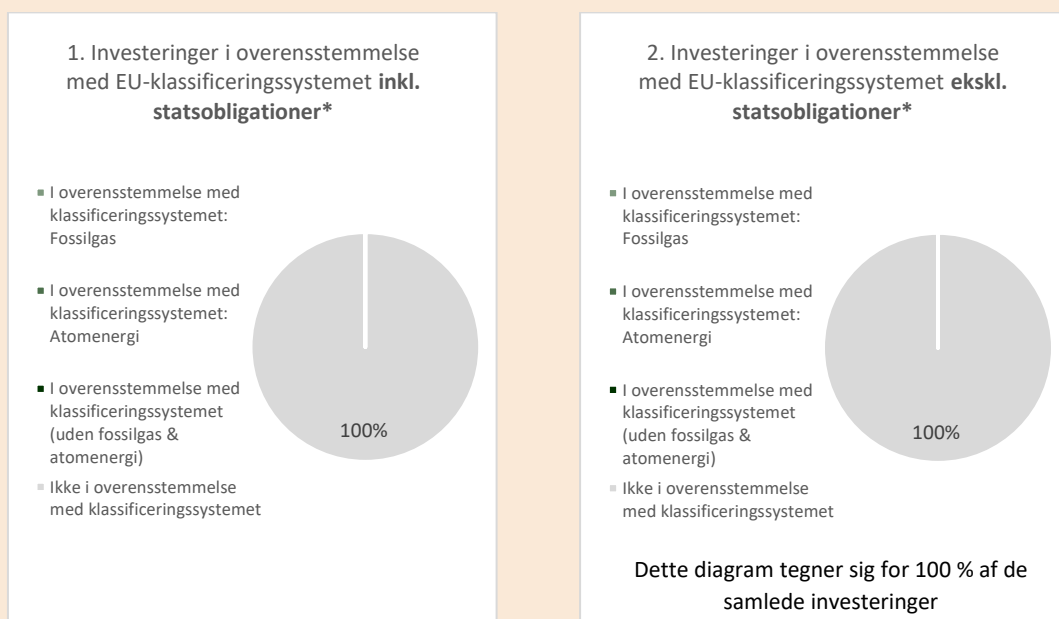 1. Investeringer i overensstemmelse
med EU-klassificeringssystemet inkl.
statsobligationer*
I overensstemmelse med
klassificeringssystemet:
Fossilgas
I overensstemmelse med
klassificeringssystemet:
Atomenergi
I overensstemmelse med
klassificeringssystemet
(uden fossilgas &
atomenergi)
Ikke i overensstemmelse
med klassificeringssystemet
100%
2. Investeringer i overensstemmelse
med EU-klassificeringssystemet ekskl.
statsobligationer*
I overensstemmelse med
klassificeringssystemet:
Fossilgas
I overensstemmelse med
klassificeringssystemet:
Atomenergi
I overensstemmelse med
klassificeringssystemet
(uden fossilgas &
atomenergi)
Ikke i overensstemmelse
med klassificeringssystemet
100%
Dette diagram tegner sig for 100 % af de
samlede investeringer